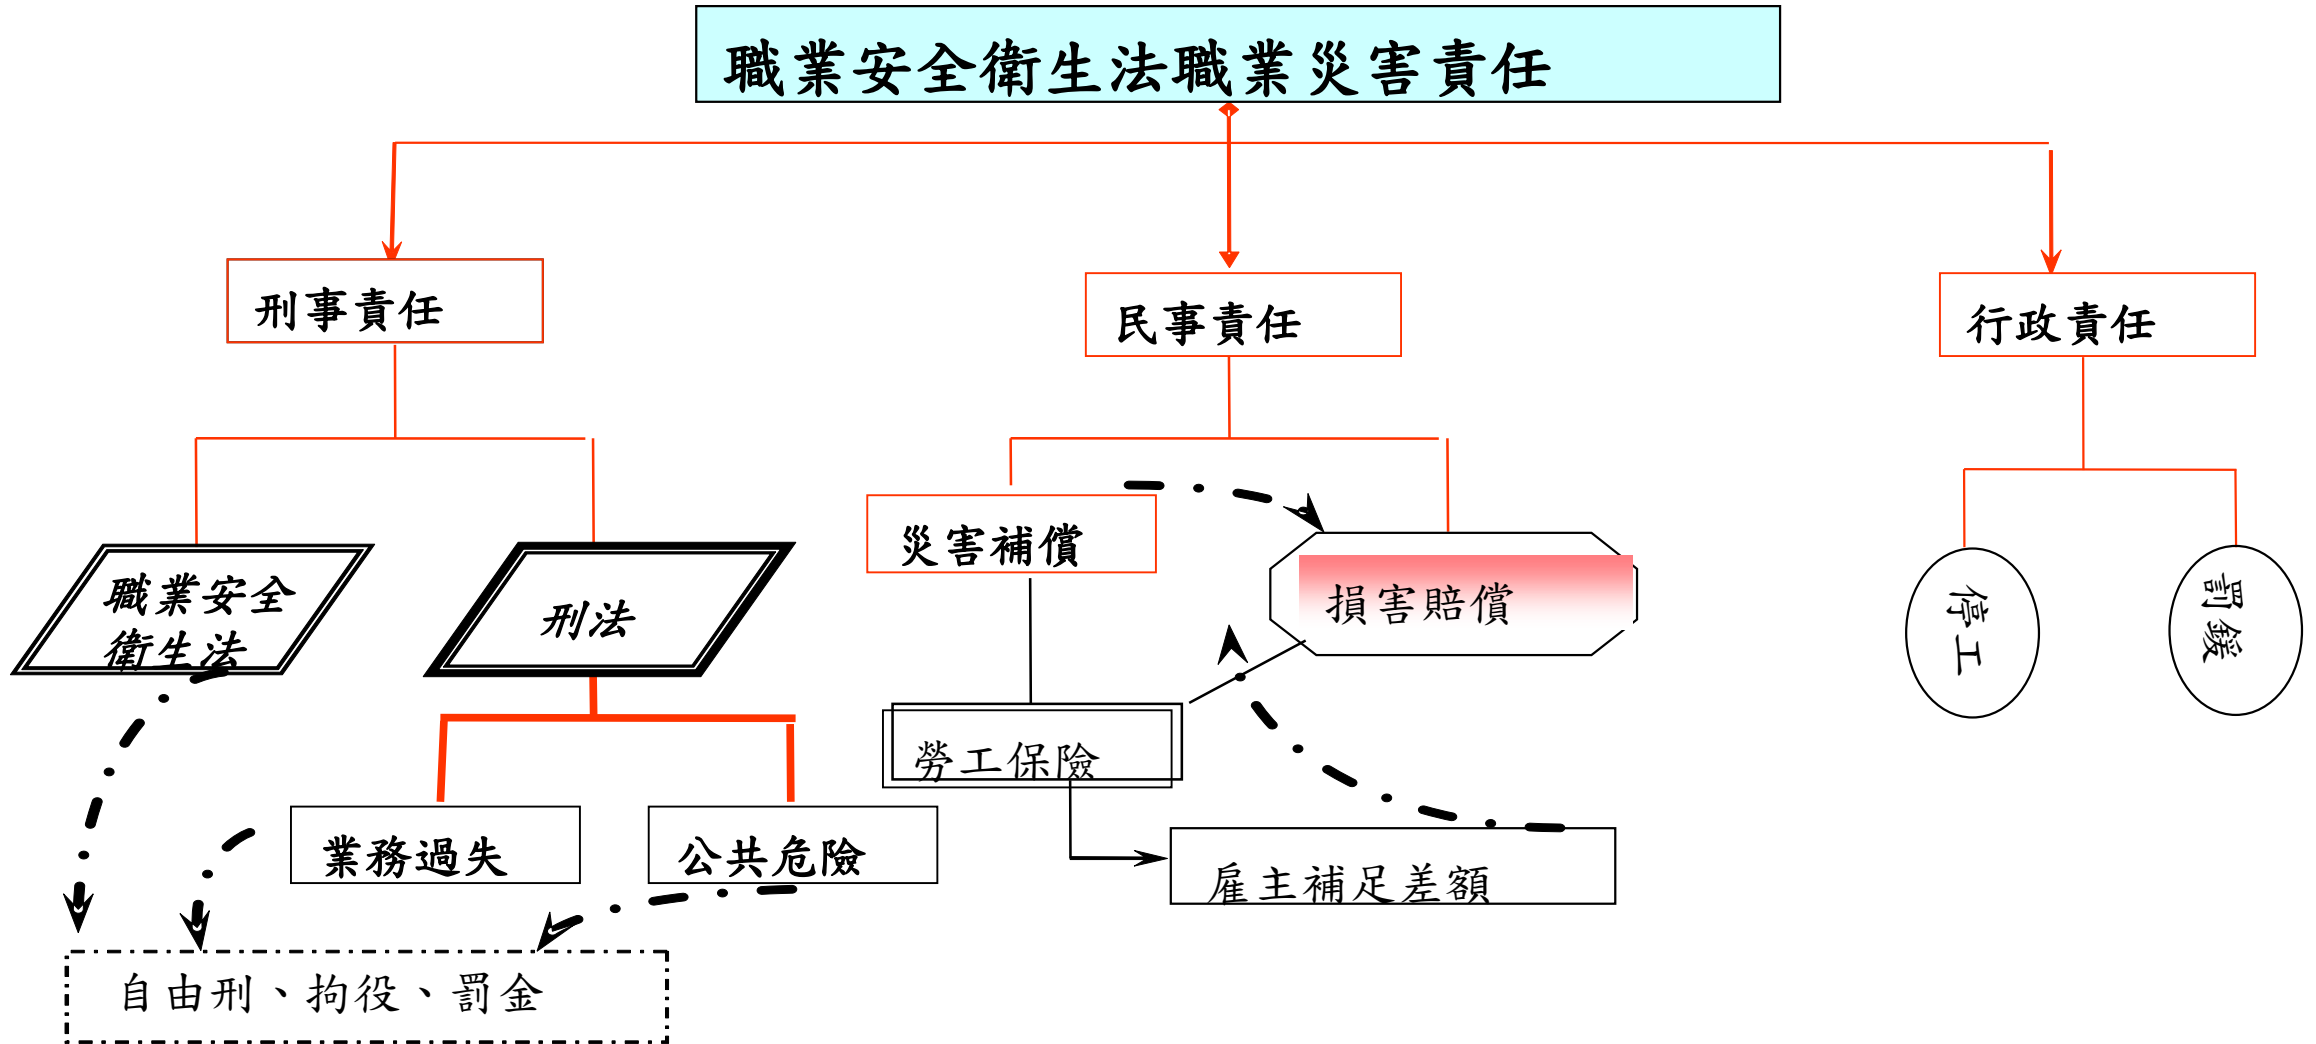 職業安全衛生法職業災害責任
刑事責任
民事責任
行政責任
職業安全
衛生法
刑法
災害補償
損害賠償
停工
罰鍰
勞工保險
業務過失
公共危險
雇主補足差額
自由刑、拘役、罰金